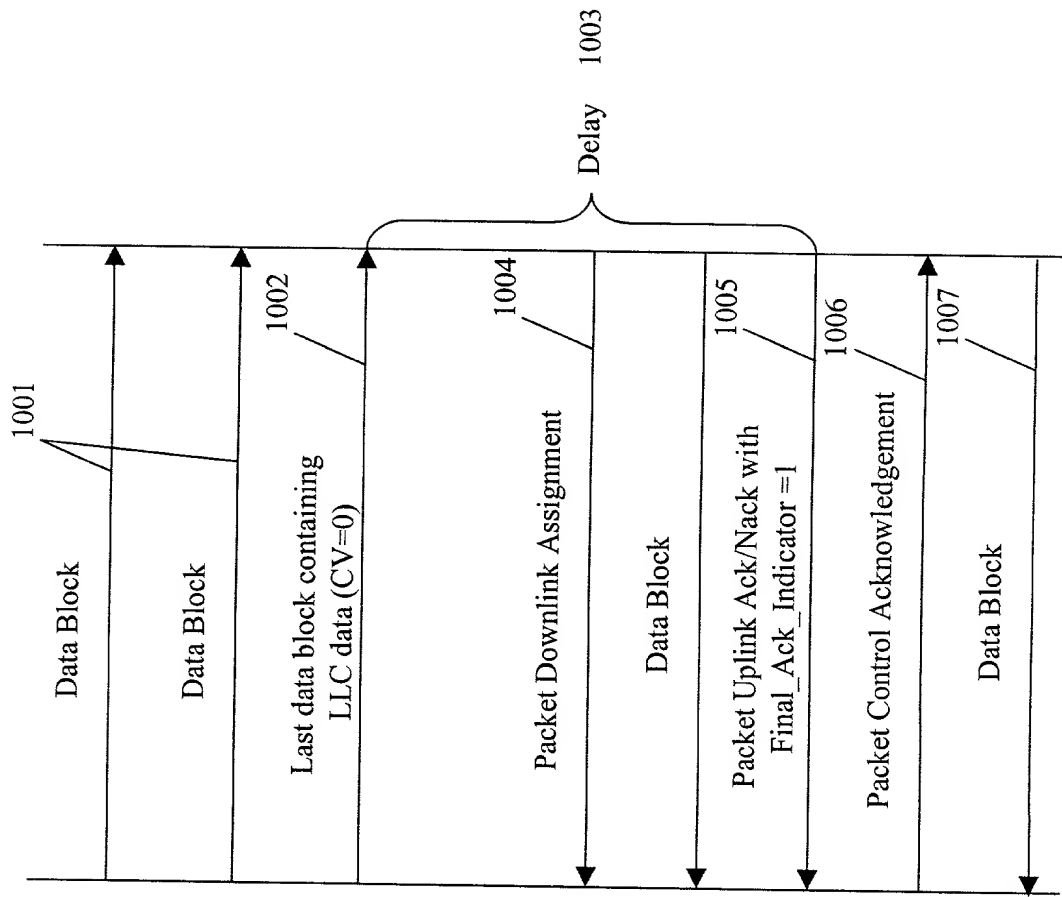 1001
Data Block
Data Block
1002
Last data block containing
LLC data (CV=0)
Delay 1003
1004
Packet Downlink Assignment
Data Block
1005
Packet Uplink Ack/Nack with
Final_Ack_Indicator =1
1006
Packet Control Acknowledgement
1007
Data Block